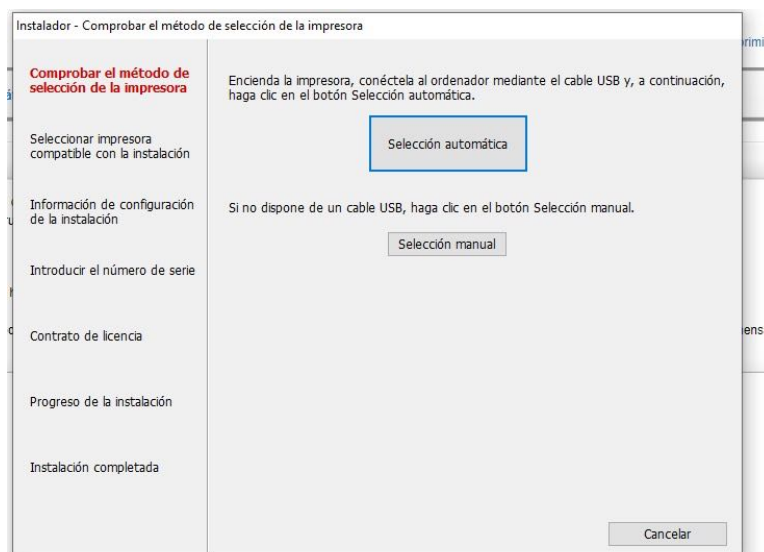 Instalador - Comprobar el método de selección de la impresora
Comprobar el método de
selección de la impresora
Seleccionar impresora
compatible con la instalación
Información de configuración
de la instalación
Introducir el número de serie
Contrato de licencia
Progreso de la instalación
Instalación completada
Encienda la impresora, conéctela al ordenador mediante el cable USB y, a continuación,
haga clic en el botón Selección automática.
Selección automática
Si no dispone de un cable USB, haga clic en el botón Selección manual.
Selección manual
Cancelar